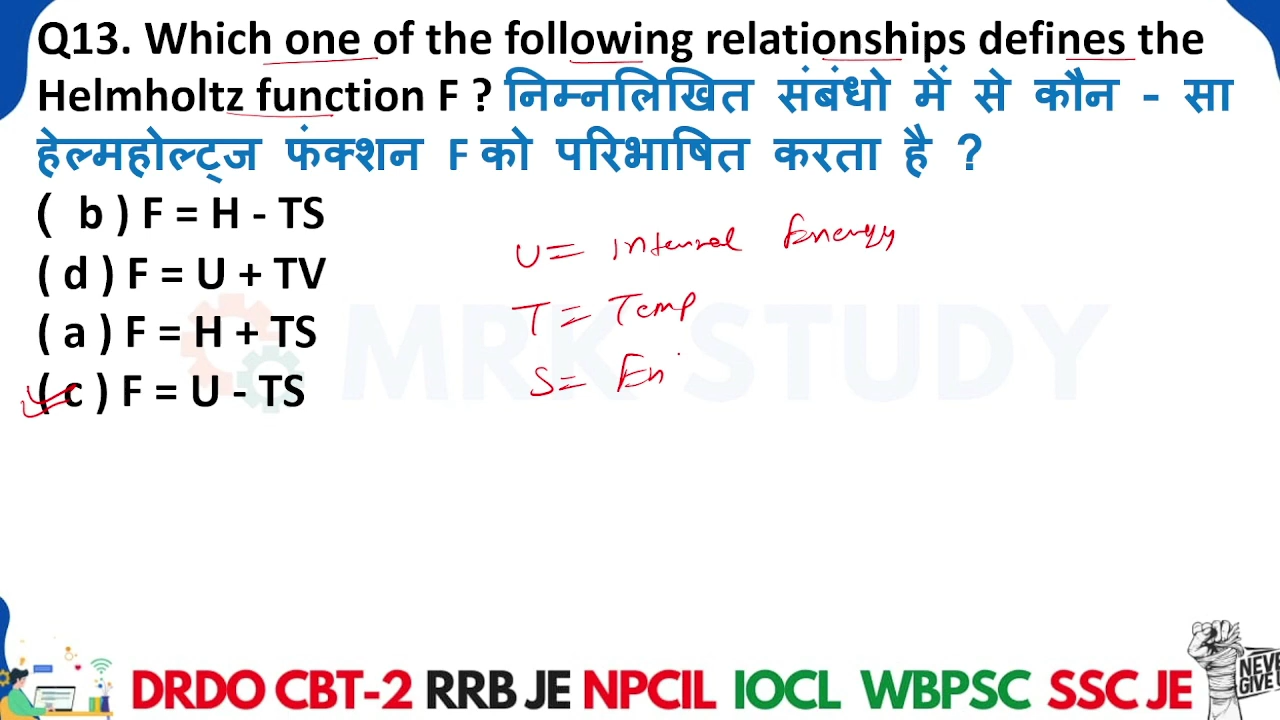 Q13. Which one of the following relationships defines the
Helmholtz function F ? निम्नलिखित संबंधो में से कौन - सा
हेल्महोल्ट्ज फंक्शन F को परिभाषित करता है ?
( b ) F = H - TS
( d ) F = U + TV
( a ) F = H + TS
( c ) F = U - TS
U = Internal Energy
T = Temp
S = En
MRK STUDY
DRDO CBT-2 RRB JE NPCIL IOCL WBPSC SSC JE
NEVER
GIVE U